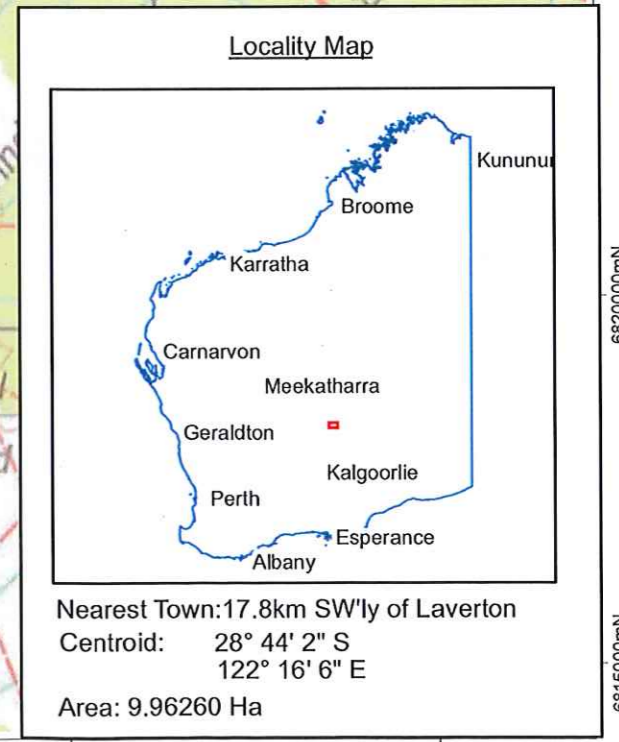 Locality Map
Broome
Karratha
Carnarvon
Meekatharra
Geraldton
Kalgoorlie
Perth
Esperance
Albany
Nearest Town:17.8km SW'ly of Laverton
Centroid: 28° 44' 2" S
122° 16' 6" E
Area: 9.96260 Ha
6820000mN